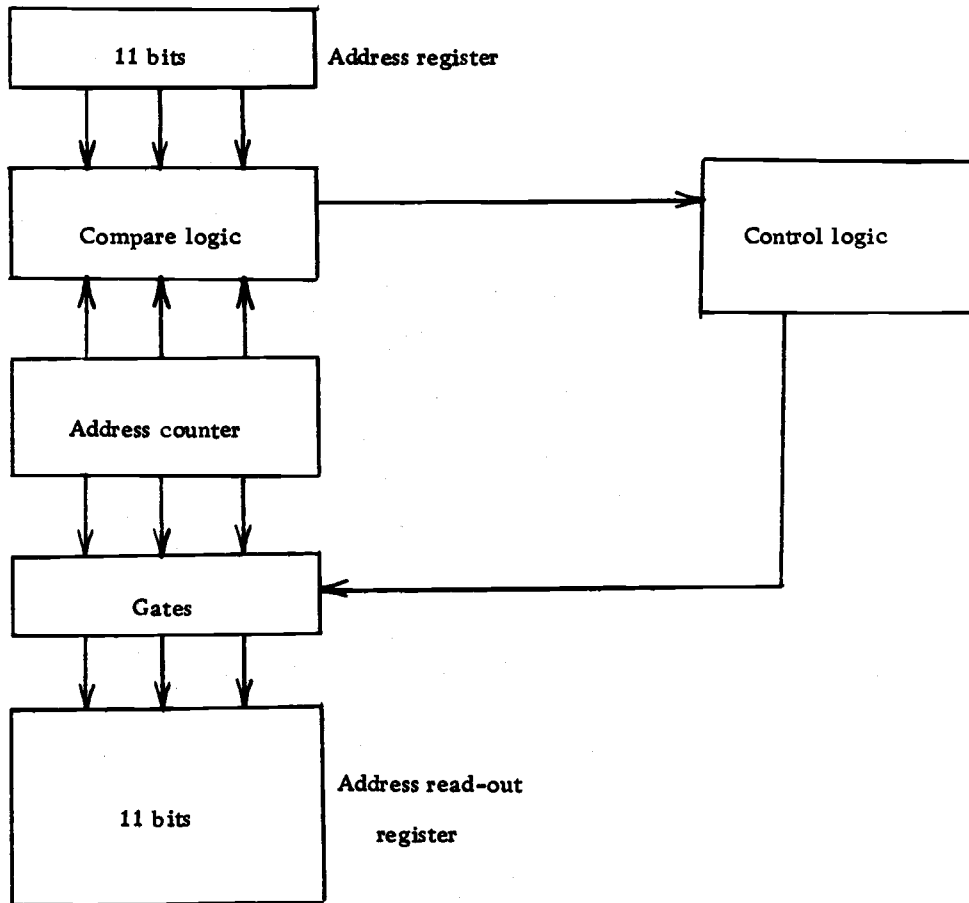 11 bits
Address register
Compare logic
Control logic
Address counter
Gates
Address read-out
register
11 bits